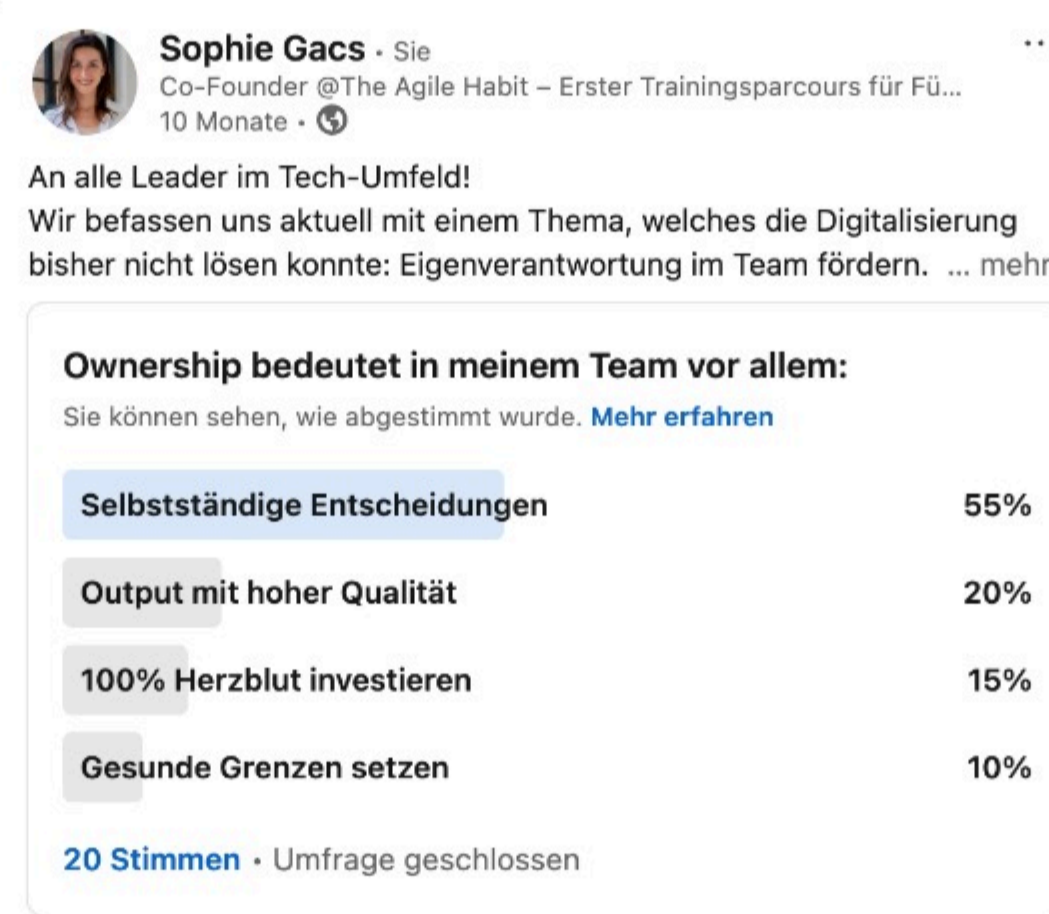 Sophie Gacs · Sie
Co-Founder @The Agile Habit – Erster Trainingsparcours für Fü...
10 Monate ·
An alle Leader im Tech-Umfeld!
Wir befassen uns aktuell mit einem Thema, welches die Digitalisierung
bisher nicht lösen konnte: Eigenverantwortung im Team fördern. ... mehr
Ownership bedeutet in meinem Team vor allem:
Sie können sehen, wie abgestimmt wurde. Mehr erfahren
Selbstständige Entscheidungen 55%
Output mit hoher Qualität 20%
100% Herzblut investieren 15%
Gesunde Grenzen setzen 10%
20 Stimmen · Umfrage geschlossen